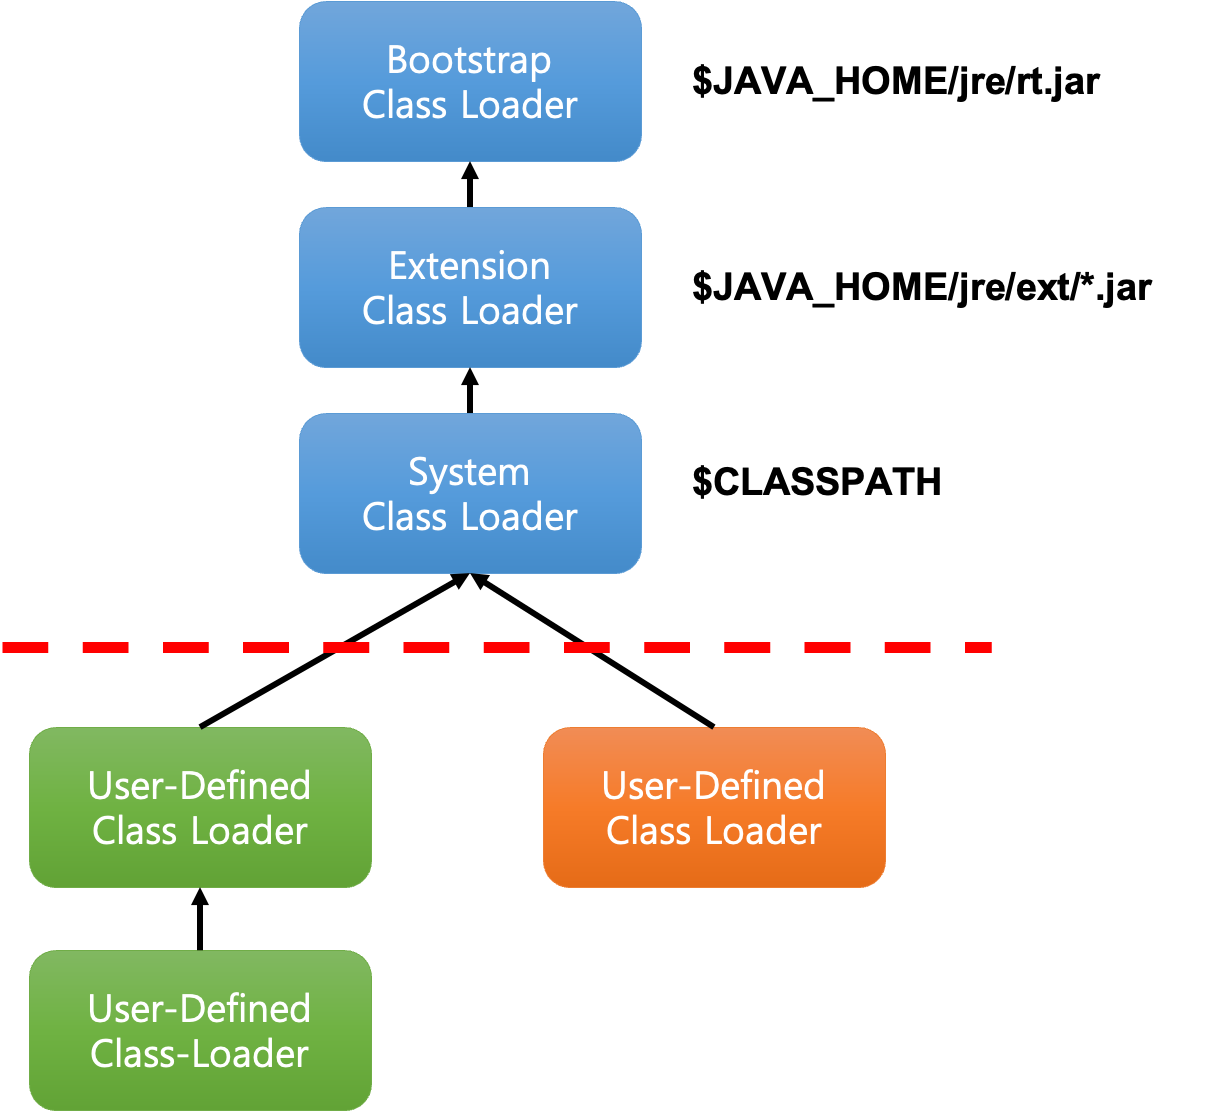 Bootstrap
Class Loader
$JAVA_HOME/jre/rt.jar
Extension
Class Loader
$JAVA_HOME/jre/ext/*.jar
System
Class Loader
$CLASSPATH
User-Defined
Class Loader
User-Defined
Class Loader
User-Defined
Class-Loader